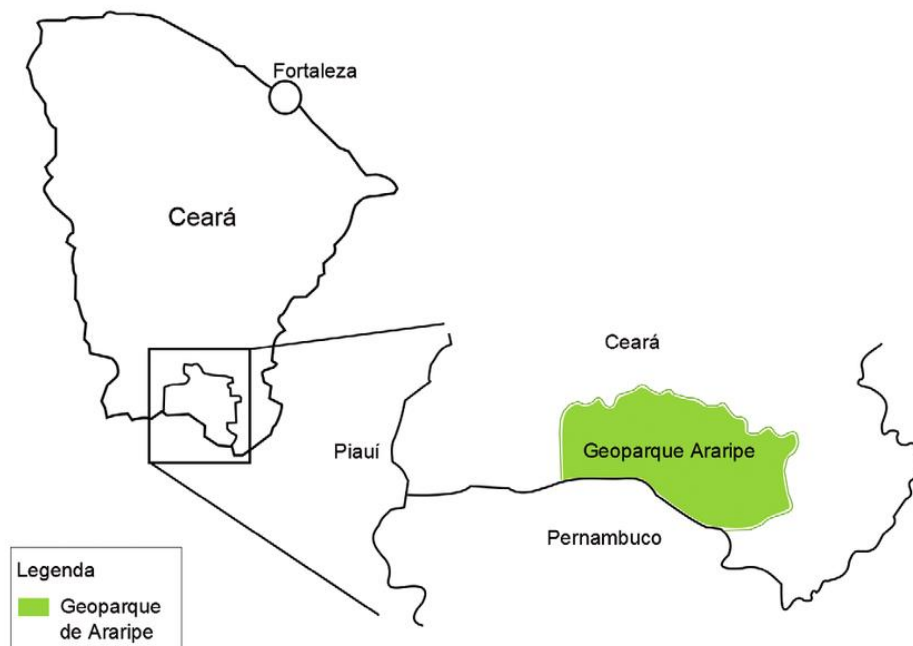 Fortaleza
Ceará
Ceará
Piauí
Geoparque Araripe
Pernambuco
Legenda
Geoparque
de Araripe